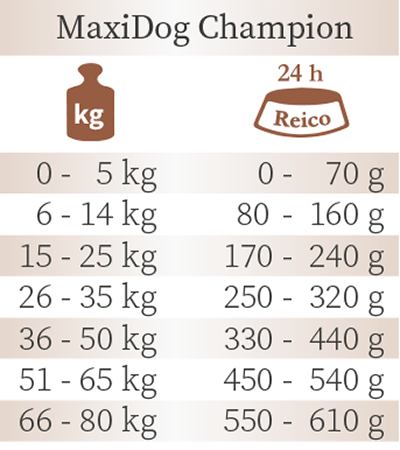 MaxiDog Champion
24 h
kg Reico
0 - 5 kg 0 - 70 g
6 - 14 kg 80 - 160 g
15 - 25 kg 170 - 240 g
26 - 35 kg 250 - 320 g
36 - 50 kg 330 - 440 g
51 - 65 kg 450 - 540 g
66 - 80 kg 550 - 610 g